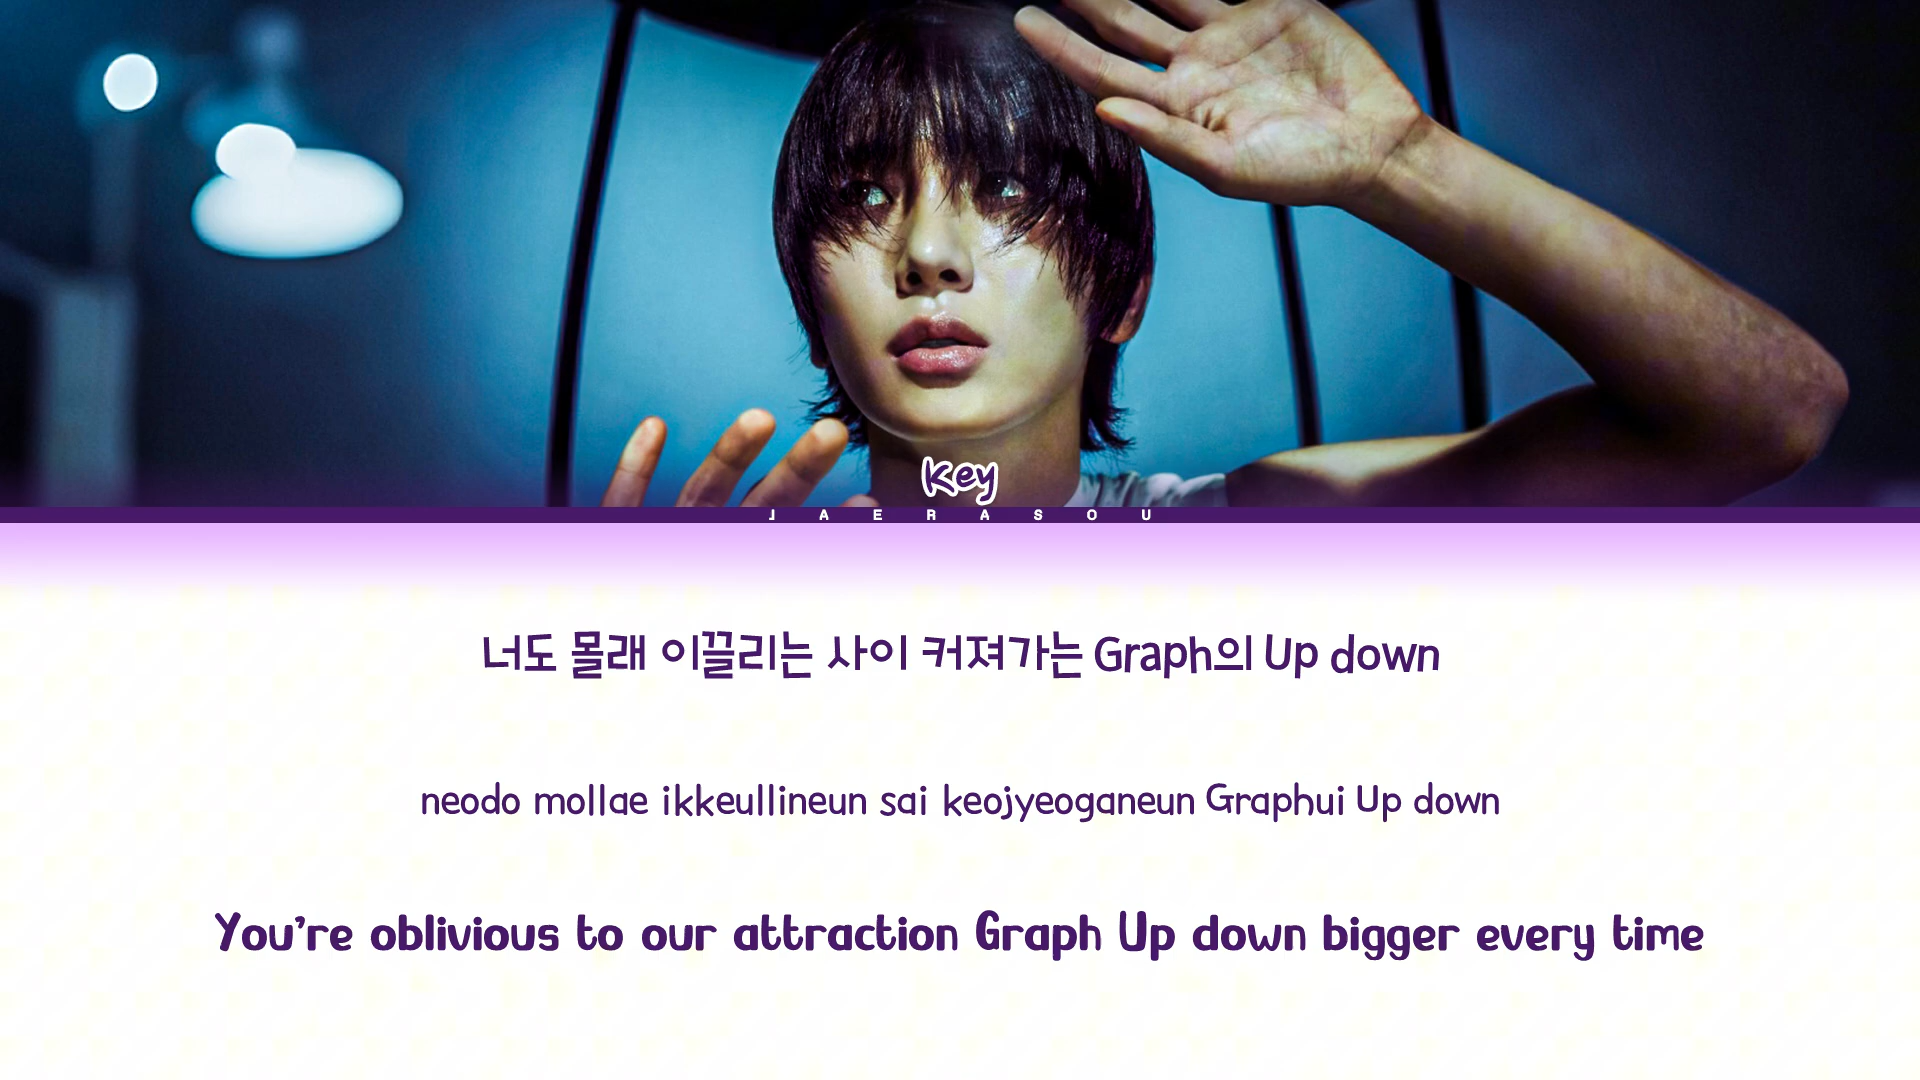 Key
JAERASOU
너도 몰래 이끌리는 사이 커져가는 Graph의 Up down
neodo mollae ikkeullineun sai keojyeoganeun Graphui Up down
You're oblivious to our attraction Graph Up down bigger every time